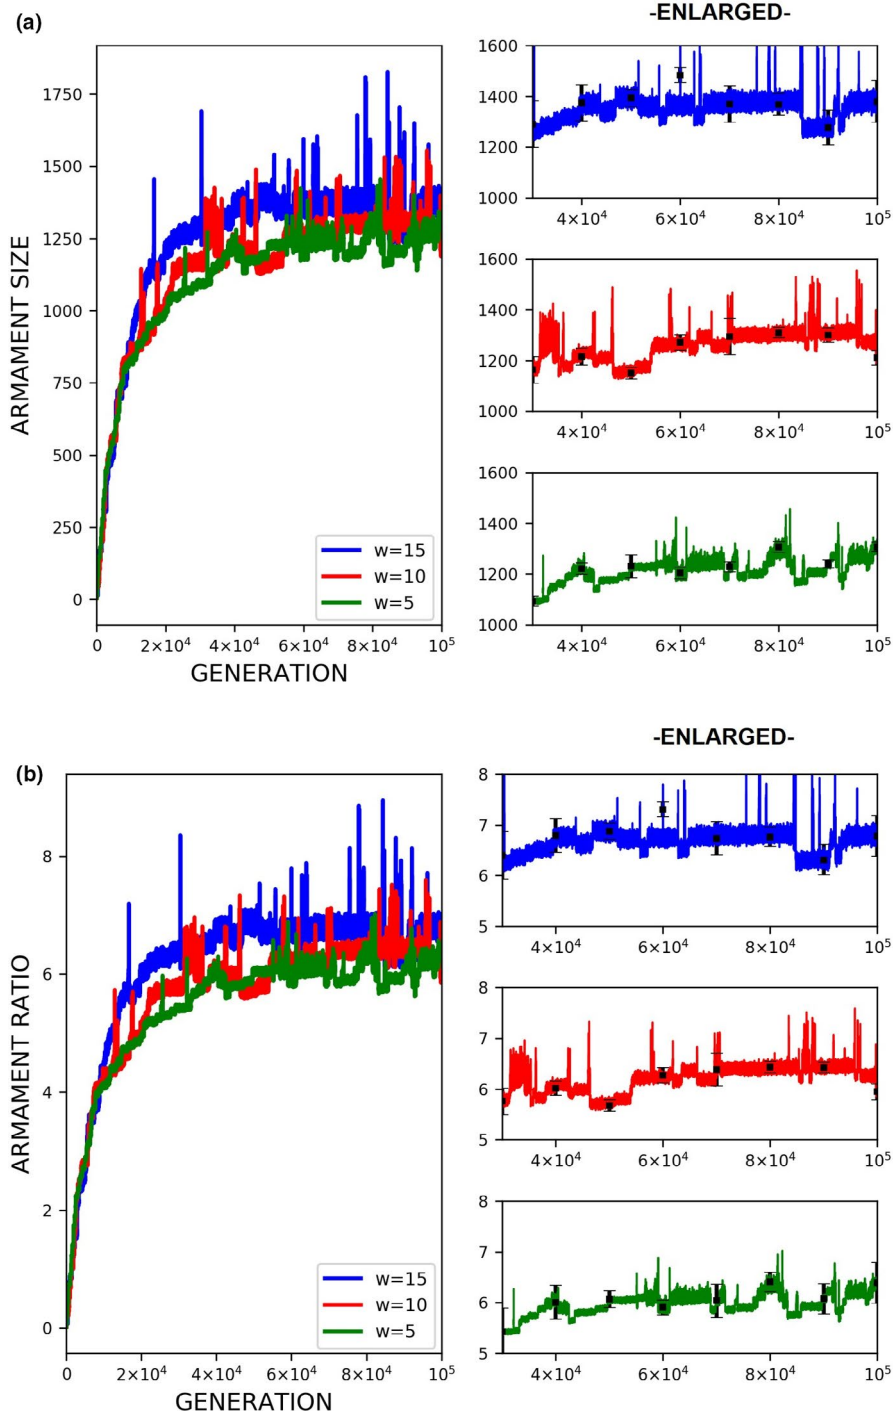 (a)
-ENLARGED-
ARMAMENT SIZE
1750
1500
1250
1000
750
500
250
0
0 2×10⁴ 4×10⁴ 6×10⁴ 8×10⁴ 10⁵
GENERATION
w=15
w=10
w=5
1600
1400
1200
1000
4×10⁴ 6×10⁴ 8×10⁴ 10⁵
1600
1400
1200
1000
4×10⁴ 6×10⁴ 8×10⁴ 10⁵
1600
1400
1200
1000
4×10⁴ 6×10⁴ 8×10⁴ 10⁵
(b)
-ENLARGED-
ARMAMENT RATIO
8
6
4
2
0
0 2×10⁴ 4×10⁴ 6×10⁴ 8×10⁴ 10⁵
GENERATION
w=15
w=10
w=5
8
7
6
5
4×10⁴ 6×10⁴ 8×10⁴ 10⁵
8
7
6
5
4×10⁴ 6×10⁴ 8×10⁴ 10⁵
8
7
6
5
4×10⁴ 6×10⁴ 8×10⁴ 10⁵